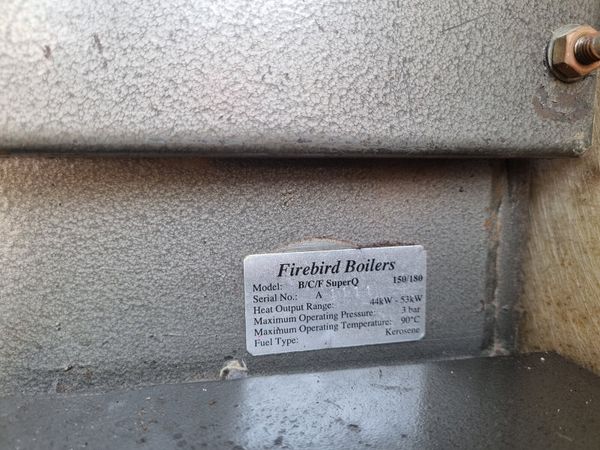 Firebird Boilers
Model: B/C/F SuperQ 150/180
Serial No.: A
Heat Output Range: 44kW - 53kW
Maximum Operating Pressure: 3 bar
Maximum Operating Temperature: 90°C
Fuel Type: Kerosene